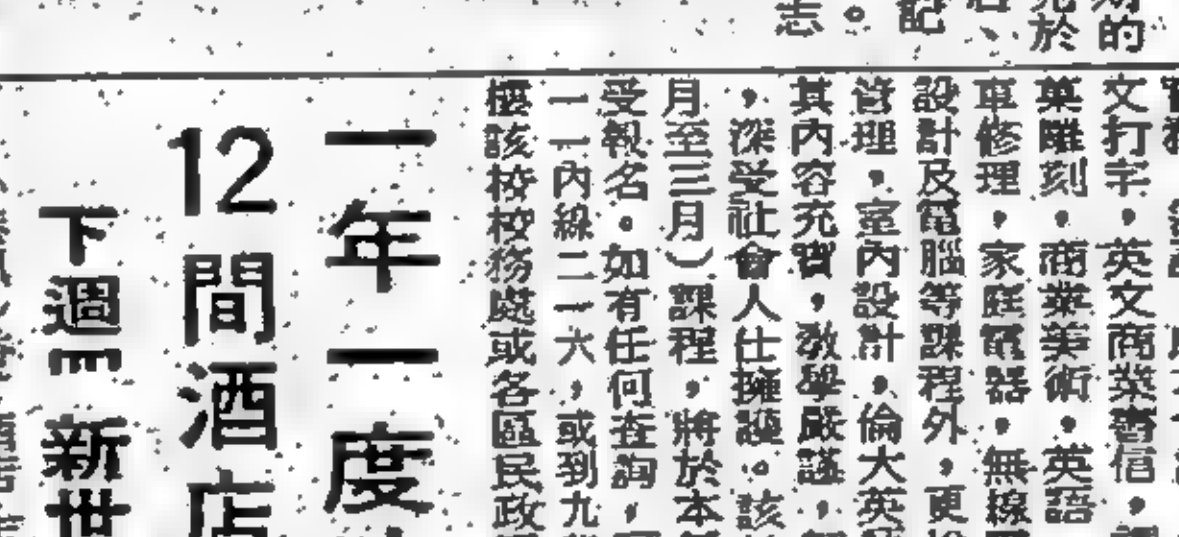 的
於
記
。
志
文打字，英文商業書信，
菓雕刻，商業美術，英語
車修理，家庭電器，無線
設計及電腦等課程外，更
管理，室內設計，倫大英
其內容充實，教學嚴謹，
，深受社會人仕擁護。該
月至三月）課程，將於本
受報名。如有任何查詢，
一一內線二一六，或到九
樓該校校務處或各區民政
一年一度
12間酒店
下週 新世